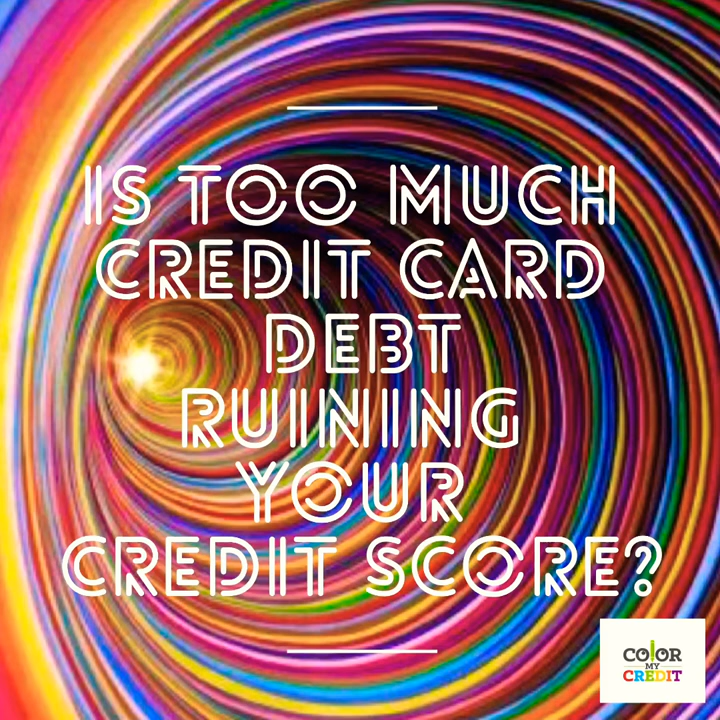 IS TOO MUCH
CREDIT CARD
DEBT
RUINING
YOUR
CREDIT SCORE?
COLOR
MY
CREDIT